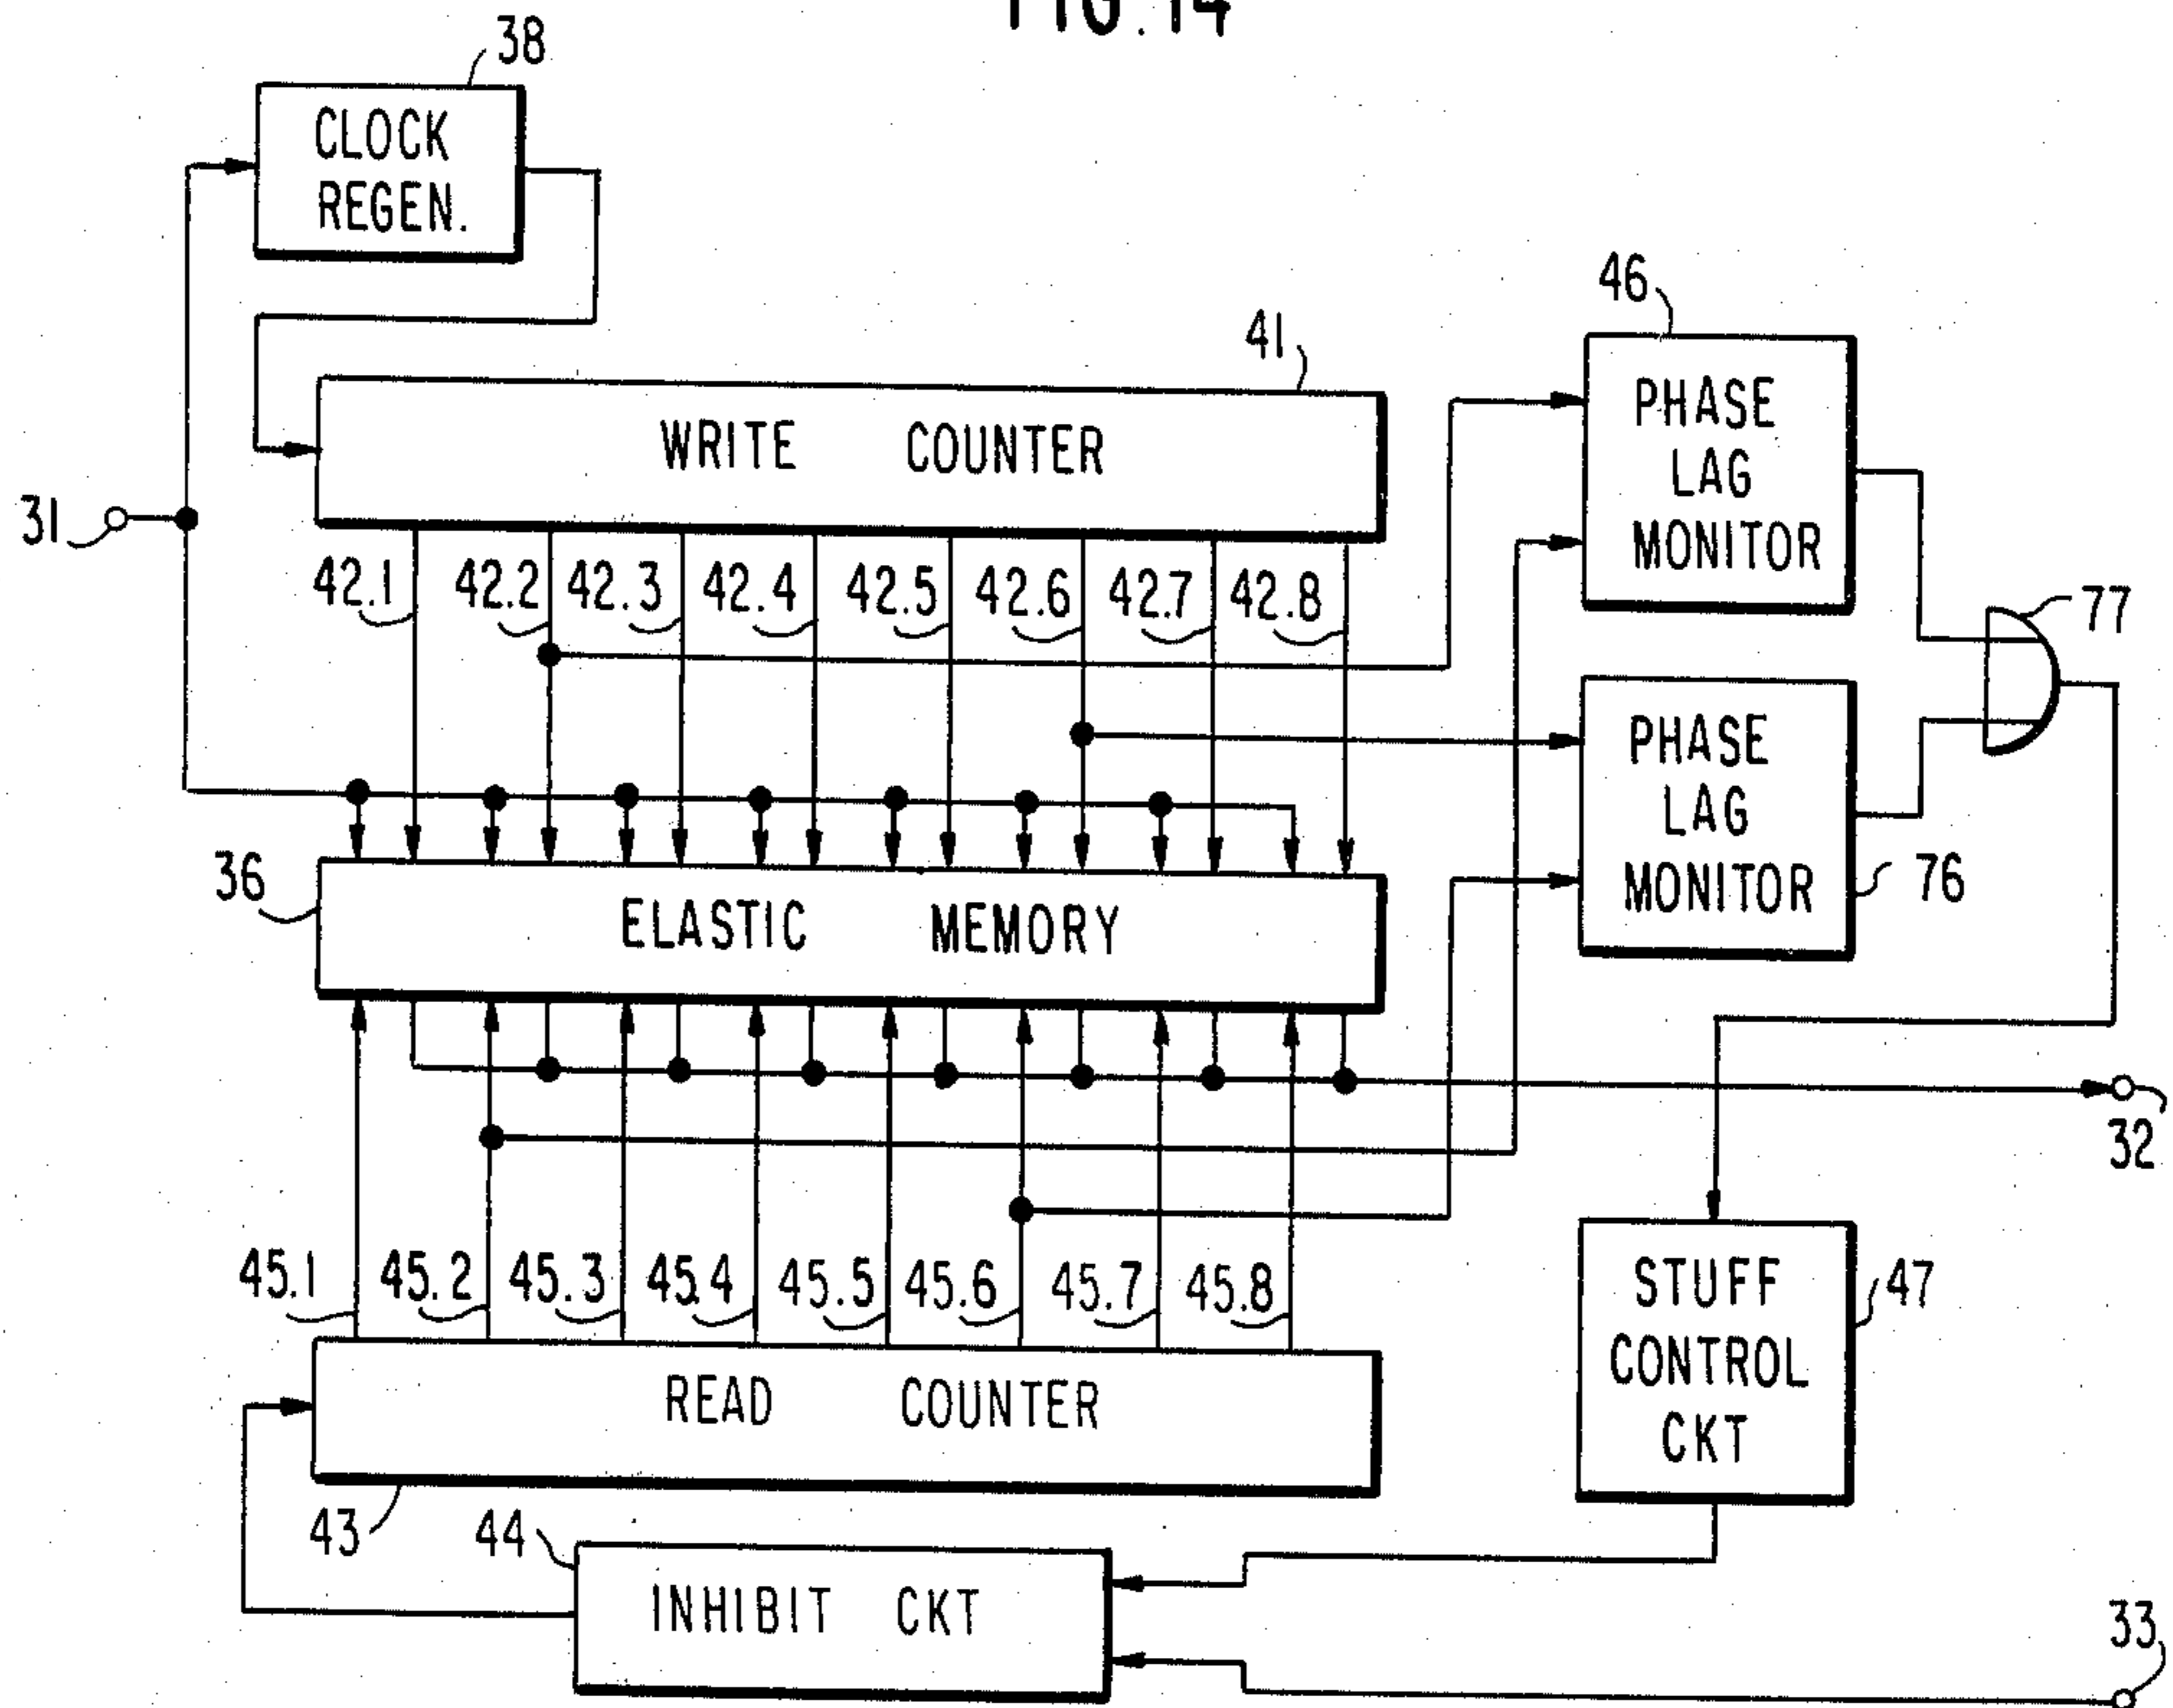 FIG. 14
38
CLOCK
REGEN.
46
41
PHASE
LAG
MONITOR
WRITE COUNTER
31
42.1 42.2 42.3 42.4 42.5 42.6 42.7 42.8
77
PHASE
LAG
MONITOR
76
36
ELASTIC MEMORY
32
45.1 45.2 45.3 45.4 45.5 45.6 45.7 45.8
STUFF
CONTROL
CKT
47
READ COUNTER
43
44
INHIBIT CKT
33